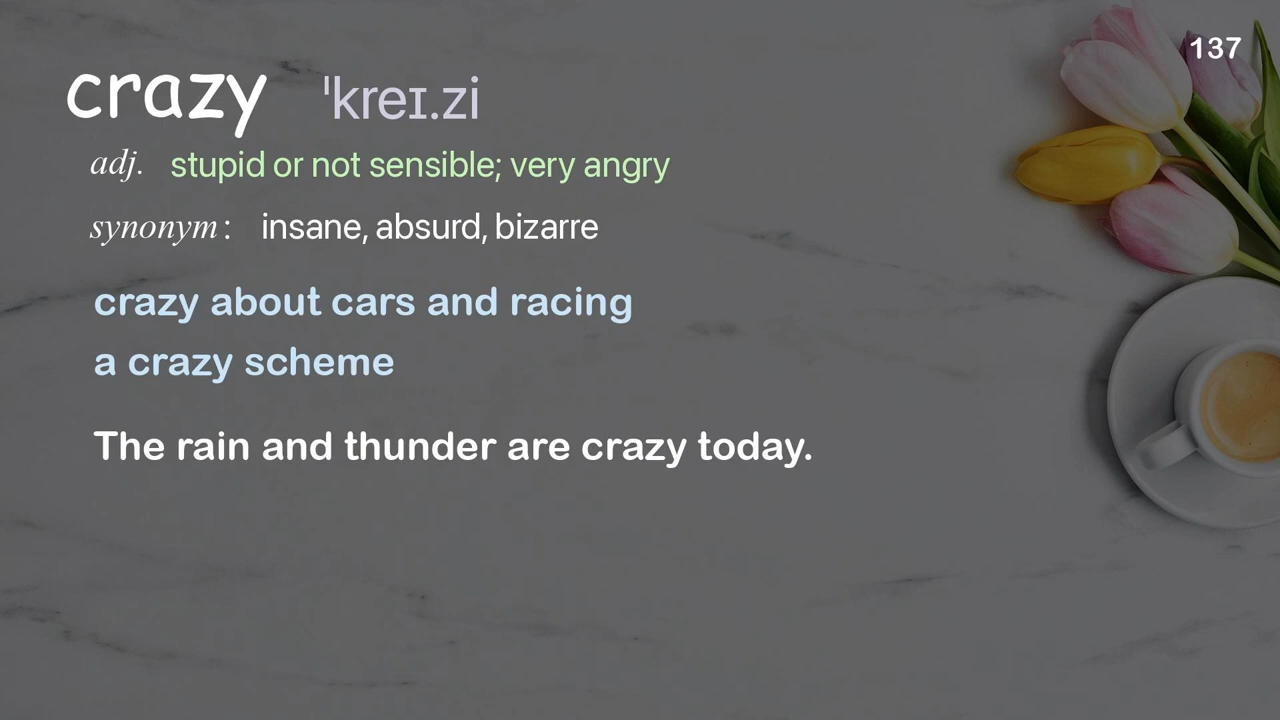 137
crazy ˈkreɪ.zi
adj. stupid or not sensible; very angry
synonym: insane, absurd, bizarre
crazy about cars and racing
a crazy scheme
The rain and thunder are crazy today.